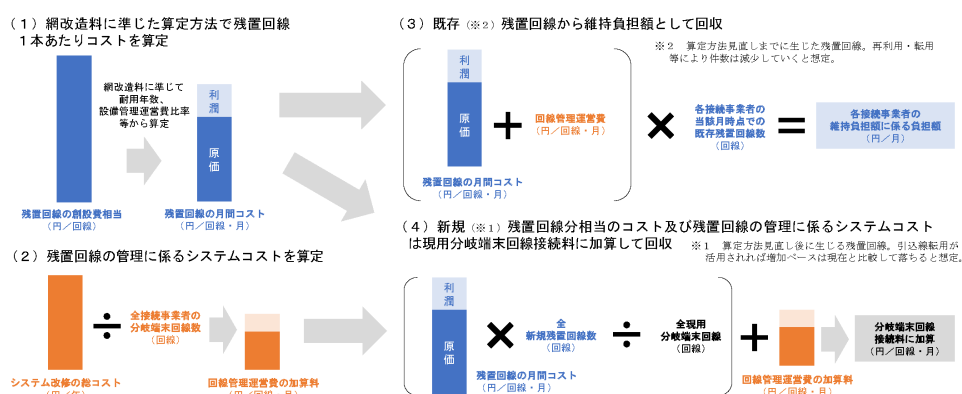 （１）網改造料に準じた算定方法で残置回線
１本あたりコストを算定
網改造料に準じて
耐用年数、
設備管理運営費比率
等から算定
利潤
原価
残置回線の創設費相当
（円／回線）
残置回線の月間コスト
（円／回線・月）
（２）残置回線の管理に係るシステムコストを算定
÷
全接続事業者の
分岐端末回線数
（回線）
システム改修の総コスト
（円／年）
回線管理運営費の加算料
（円／回線・月）
（３）既存（※２）残置回線から維持負担額として回収
※２　算定方法見直しまでに生じた残置回線。再利用・転用
等により件数は減少していくと想定。
利潤
原価
＋
回線管理運営費
（円／回線・月）
×
各接続事業者の
当該月時点での
既存残置回線数
（回線）
＝
各接続事業者の
維持負担額に係る負担額
（円／月）
残置回線の月間コスト
（円／回線・月）
（４）新規（※１）残置回線分相当のコスト及び残置回線の管理に係るシステムコスト
は現用分岐端末回線接続料に加算して回収
※１　算定方法見直し後に生じる残置回線。引込線転用が
活用されれば増加ペースは現在と比較して落ちると想定。
利潤
原価
×
全
新規残置回線数
（回線）
÷
全現用
分岐端末回線
（回線）
＋
分岐端末回線
接続料に加算
（円／回線・月）
残置回線の月間コスト
（円／回線・月）
回線管理運営費の加算料
（円／回線・月）